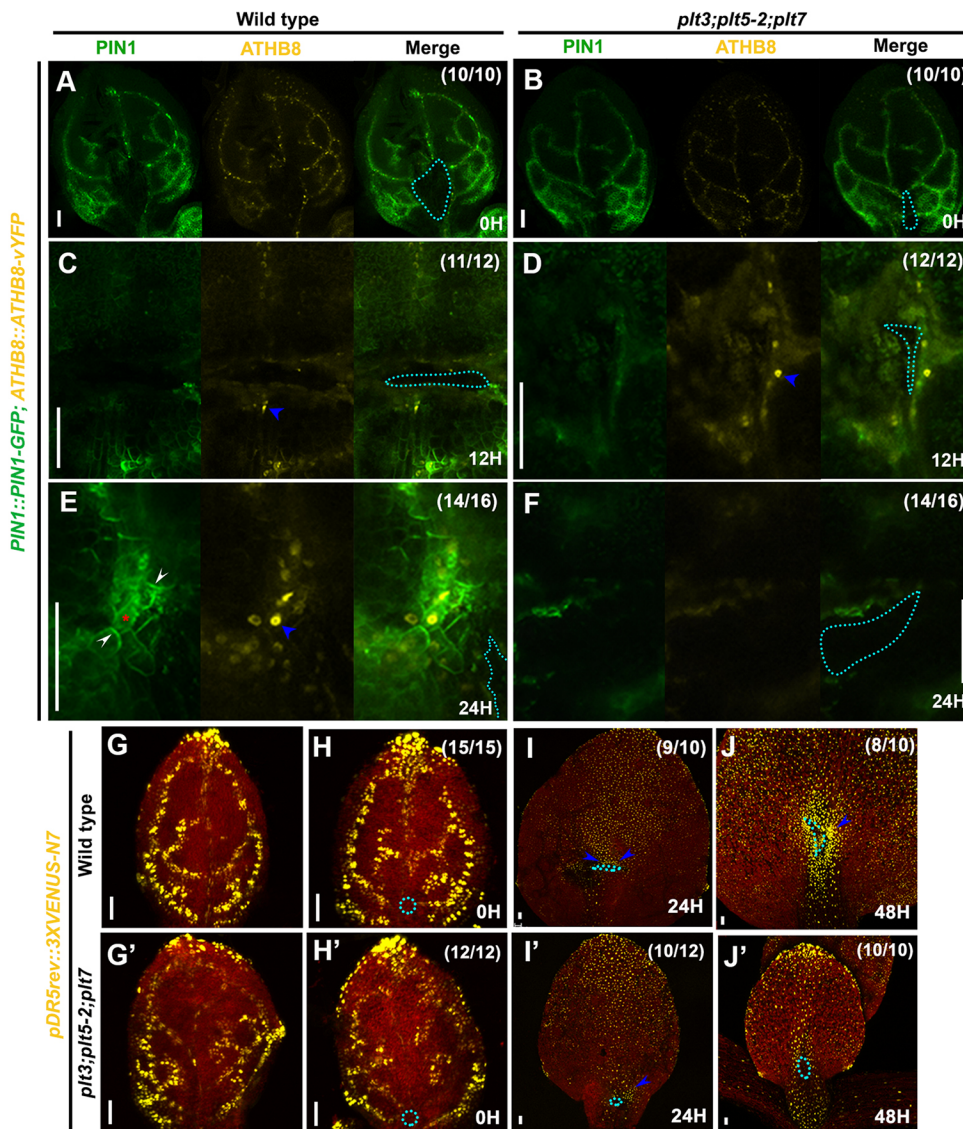 Wild type
plt3;plt5-2;plt7
PIN1 ATHB8 Merge
PIN1 ATHB8 Merge
PIN1::PIN1-GFP; ATHB8::ATHB8-vYFP
A (10/10) 0H
B (10/10) 0H
C (11/12) 12H
D (12/12) 12H
E (14/16) 24H
F (14/16) 24H
pDR5rev::3XVENUS-N7
Wild type
G
H (15/15) 0H
I (9/10) 24H
J (8/10) 48H
plt3;plt5-2;plt7
G’
H’ (12/12) 0H
I’ (10/12) 24H
J’ (10/10) 48H